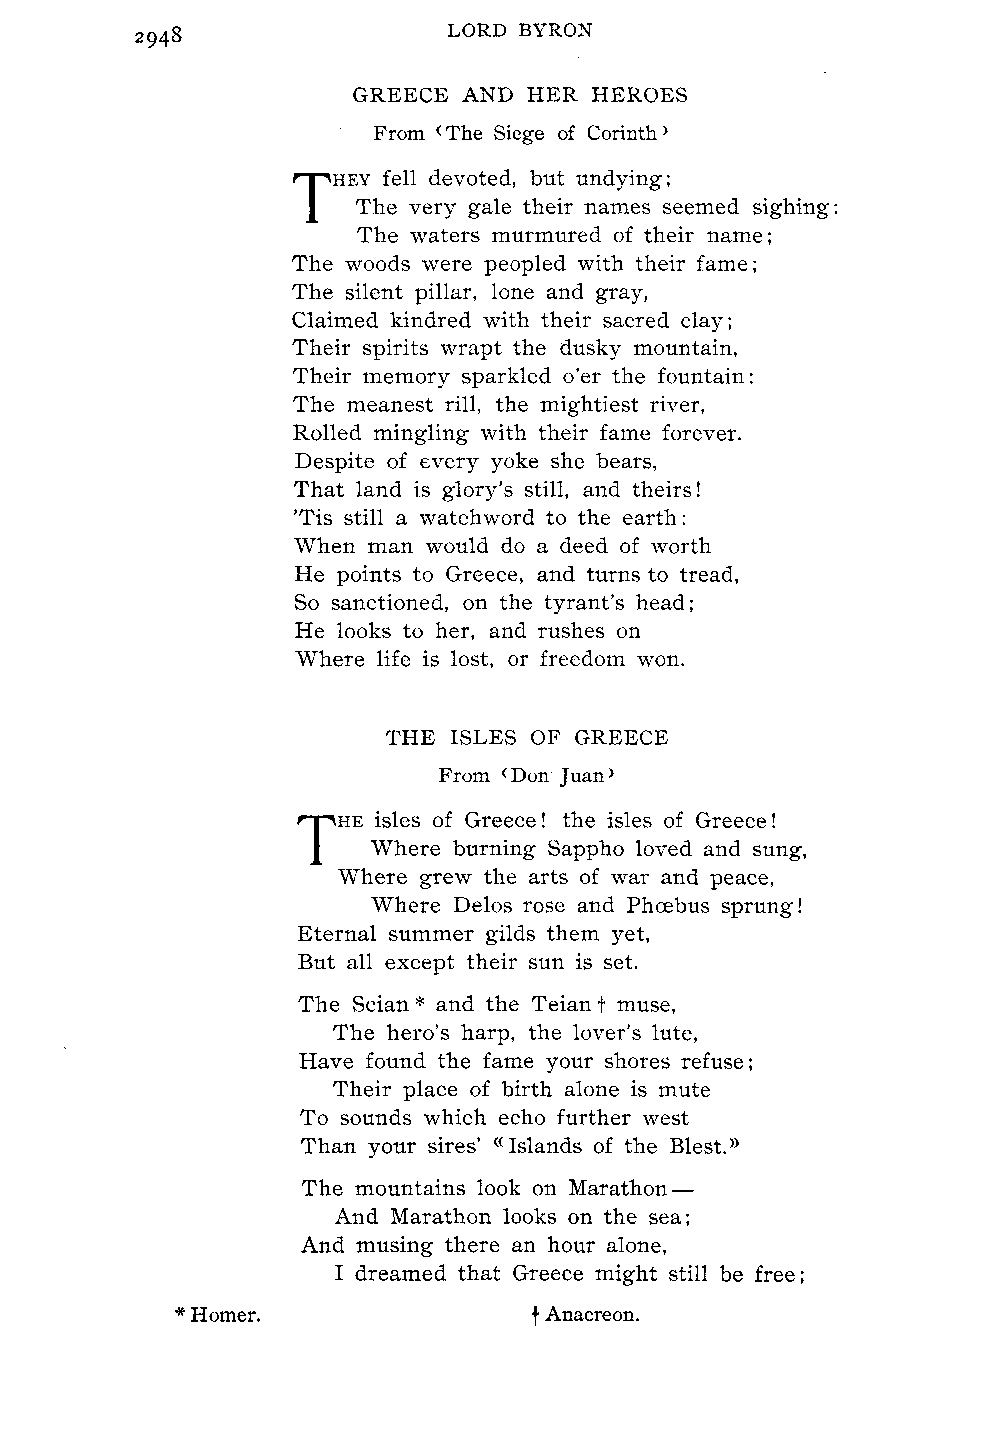 2948
LORD BYRON
GREECE AND HER HEROES
From ‹The Siege of Corinth›
THEY fell devoted, but undying;
The very gale their names seemed sighing:
The waters murmured of their name;
The woods were peopled with their fame;
The silent pillar, lone and gray,
Claimed kindred with their sacred clay;
Their spirits wrapt the dusky mountain,
Their memory sparkled o'er the fountain:
The meanest rill, the mightiest river,
Rolled mingling with their fame forever.
Despite of every yoke she bears,
That land is glory's still, and theirs!
'Tis still a watchword to the earth:
When man would do a deed of worth
He points to Greece, and turns to tread,
So sanctioned, on the tyrant's head;
He looks to her, and rushes on
Where life is lost, or freedom won.
THE ISLES OF GREECE
From ‹Don Juan›
THE isles of Greece! the isles of Greece!
Where burning Sappho loved and sung,
Where grew the arts of war and peace,
Where Delos rose and Phœbus sprung!
Eternal summer gilds them yet,
But all except their sun is set.
The Scian* and the Teian† muse,
The hero's harp, the lover's lute,
Have found the fame your shores refuse;
Their place of birth alone is mute
To sounds which echo further west
Than your sires' «Islands of the Blest.»
The mountains look on Marathon—
And Marathon looks on the sea;
And musing there an hour alone,
I dreamed that Greece might still be free;
* Homer.
† Anacreon.